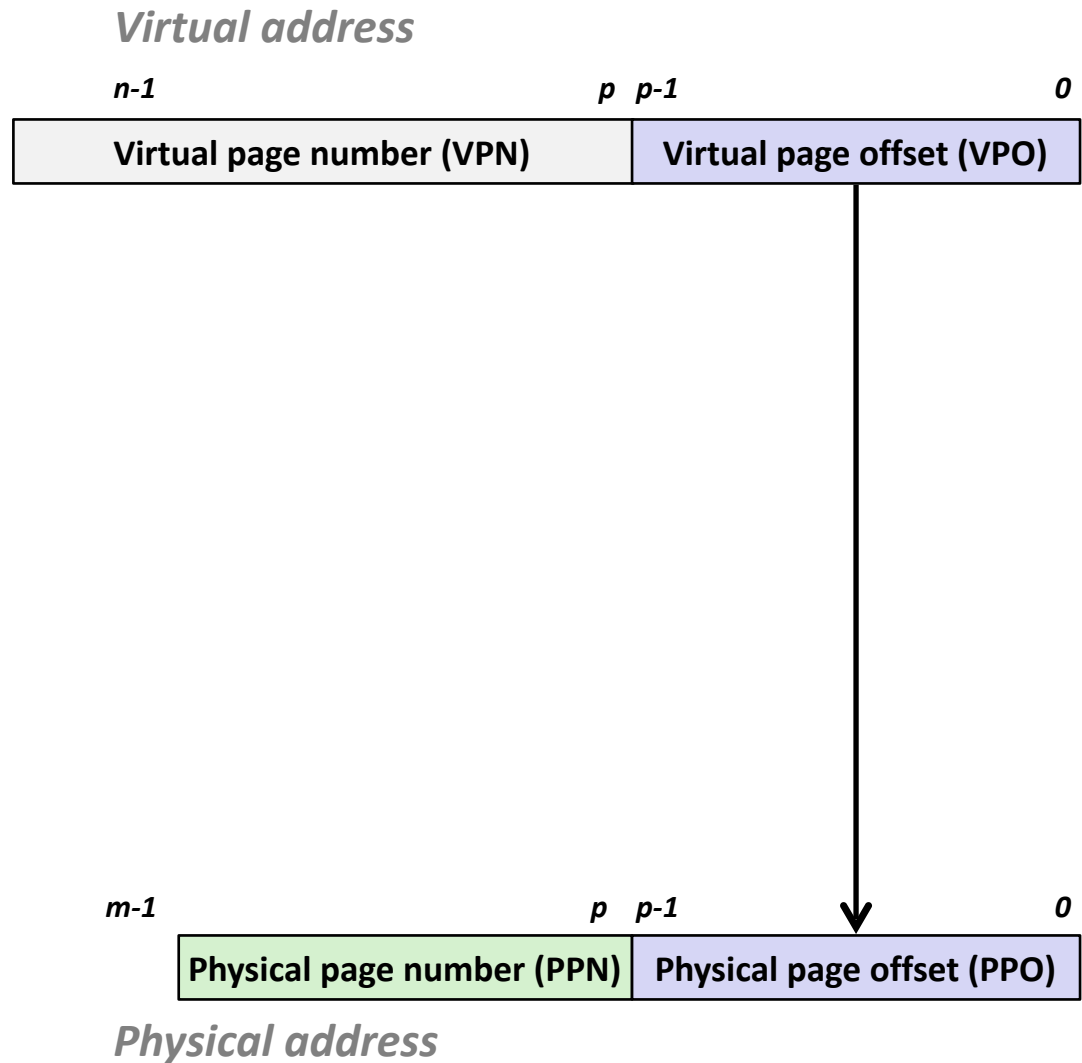 Virtual address
n-1 p p-1 0
Virtual page number (VPN) Virtual page offset (VPO)
m-1 p p-1 0
Physical page number (PPN) Physical page offset (PPO)
Physical address